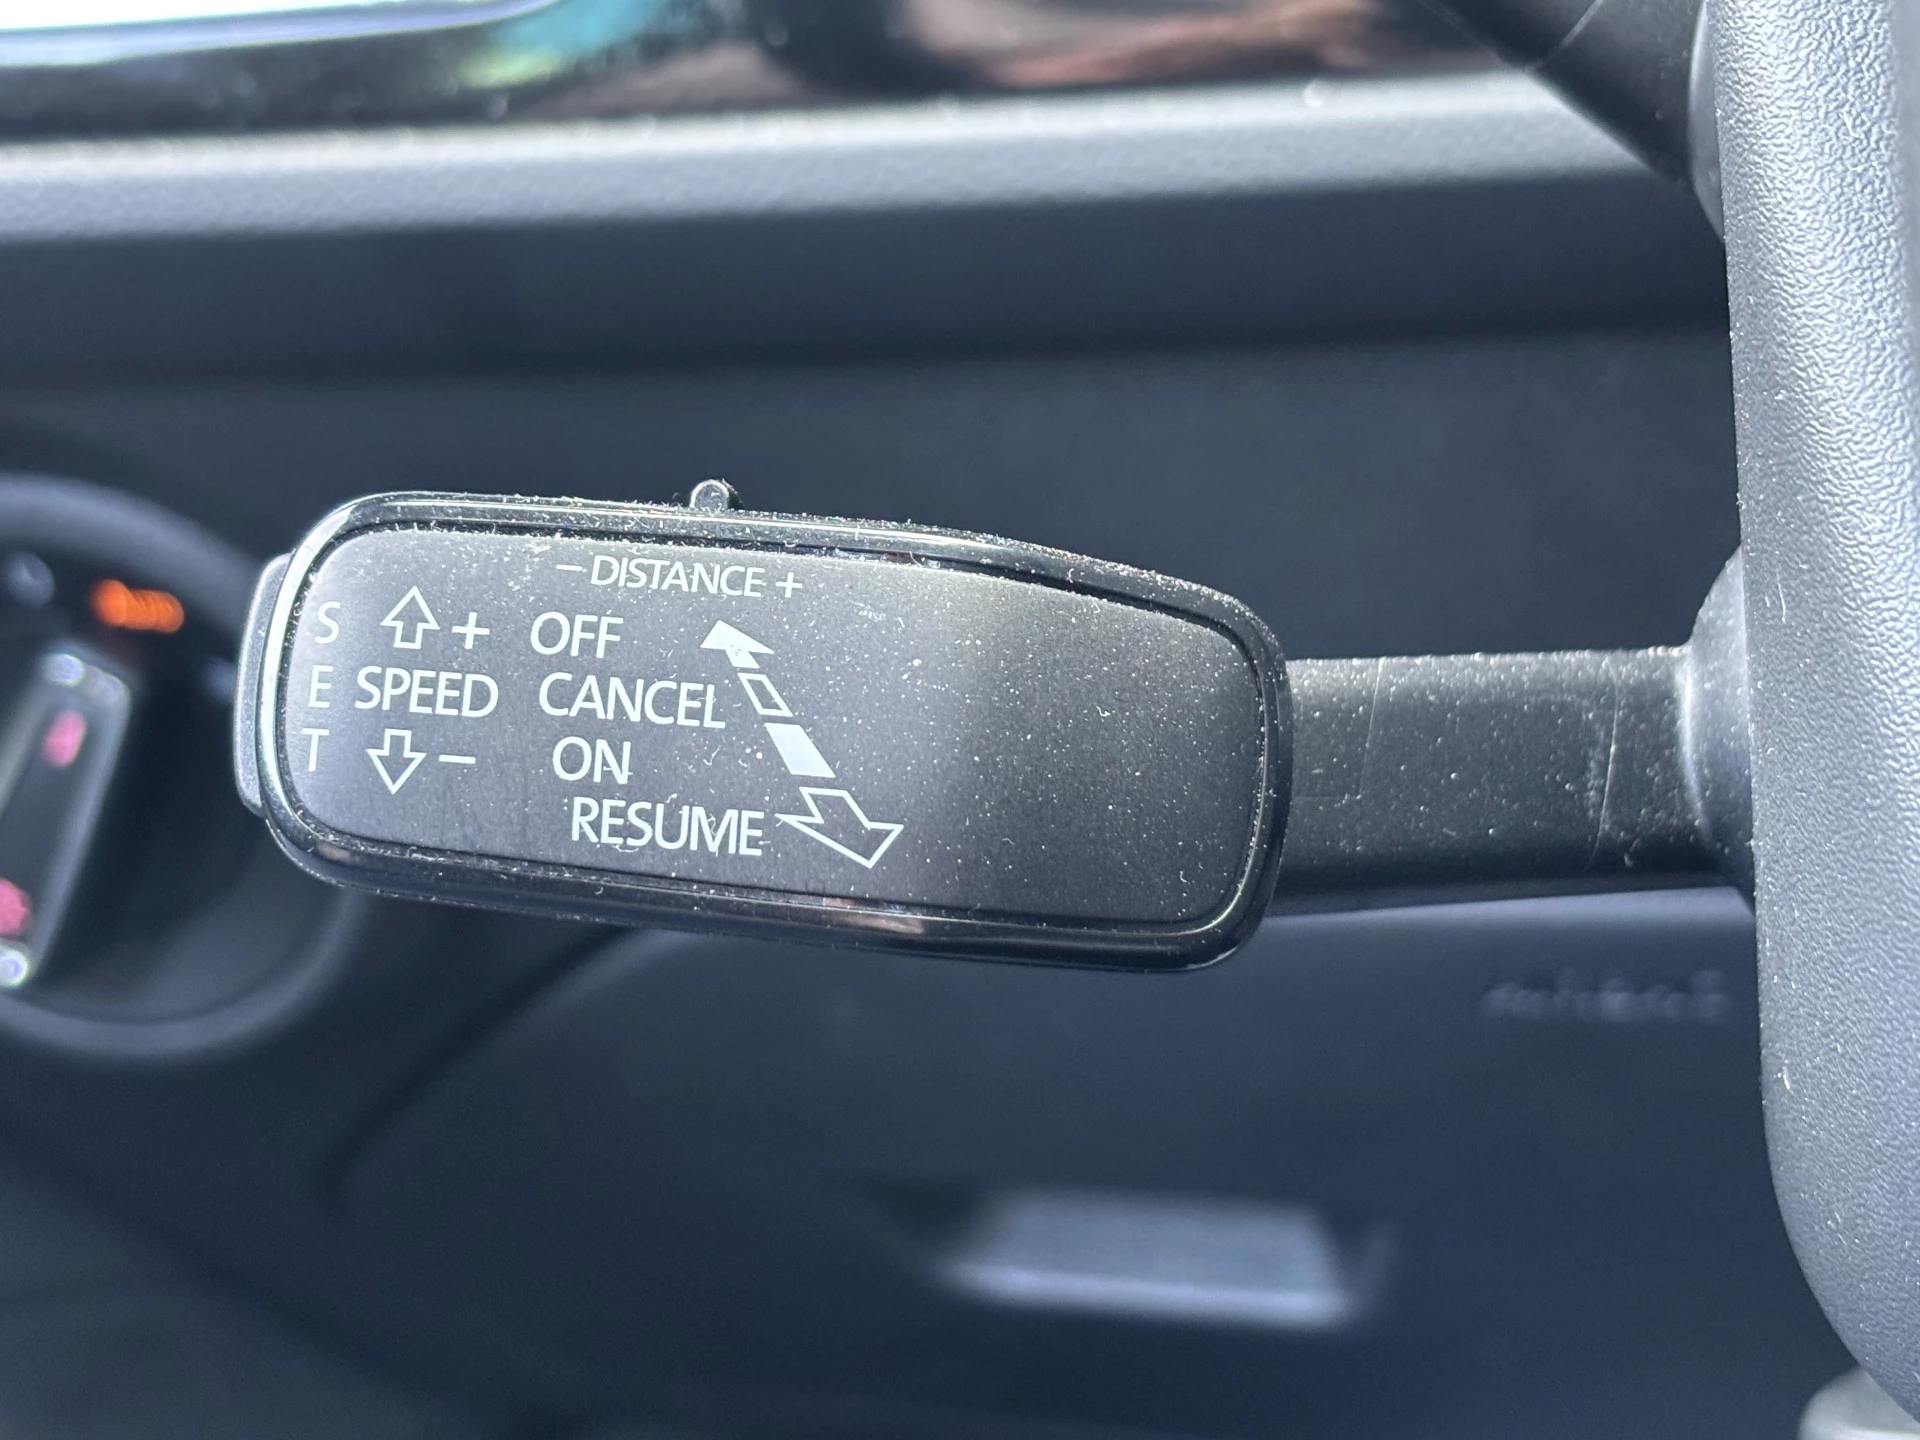 – DISTANCE +
S ⇧ + OFF
E SPEED CANCEL
T ⇩ – ON
RESUME